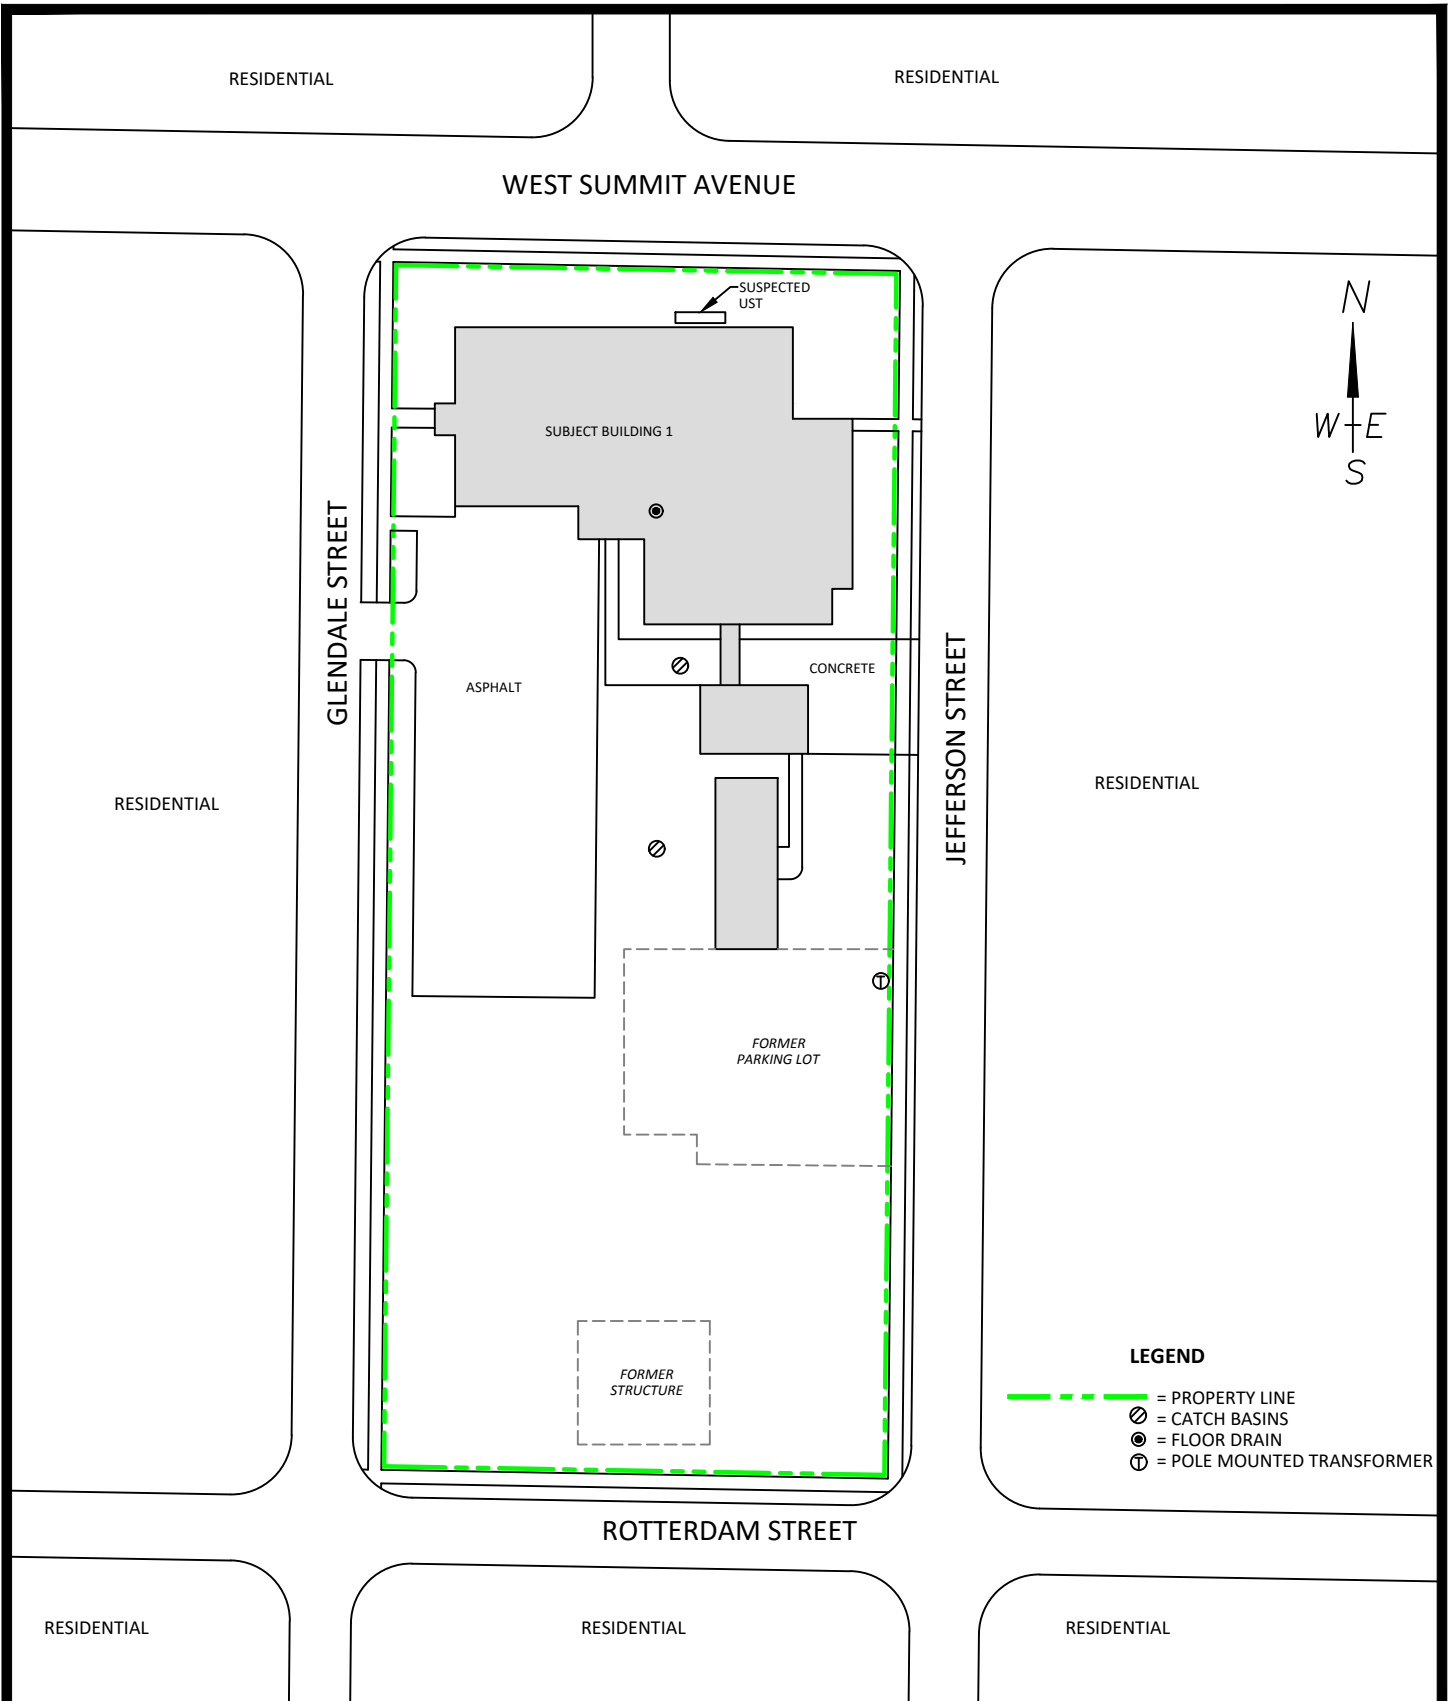 RESIDENTIAL
RESIDENTIAL
WEST SUMMIT AVENUE
SUSPECTED
UST
N
W E
S
SUBJECT BUILDING 1
GLENDALE STREET
CONCRETE
ASPHALT
JEFFERSON STREET
RESIDENTIAL
RESIDENTIAL
T
FORMER
PARKING LOT
FORMER
STRUCTURE
LEGEND
= PROPERTY LINE
= CATCH BASINS
= FLOOR DRAIN
T = POLE MOUNTED TRANSFORMER
ROTTERDAM STREET
RESIDENTIAL
RESIDENTIAL
RESIDENTIAL